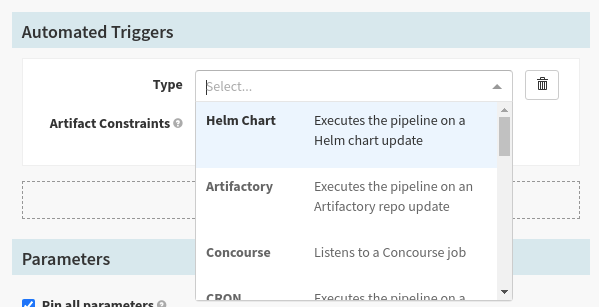 Automated Triggers
Type
Select...
Artifact Constraints
Helm Chart Executes the pipeline on a
Helm chart update
Artifactory Executes the pipeline on an
Artifactory repo update
Concourse Listens to a Concourse job
CRON Executes the pipeline on a
Parameters
Pin all parameters